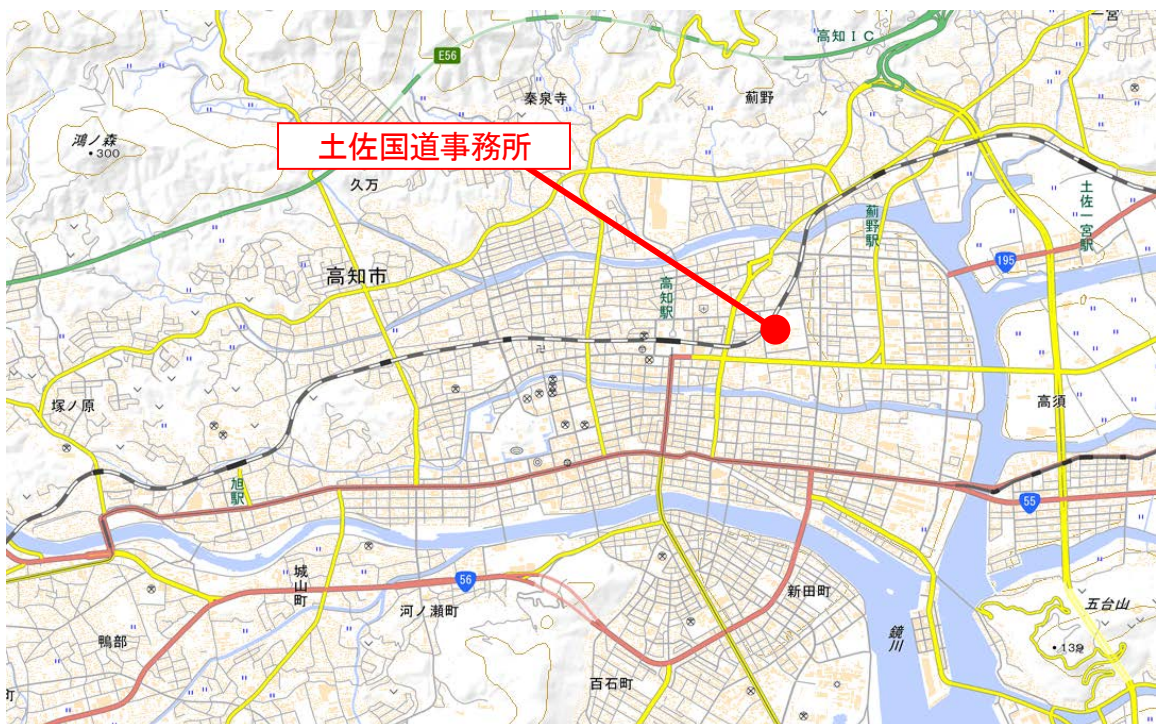 一宮
高知IC
E56
秦泉寺
薊野
鴻ノ森
・300
土佐国道事務所
久万
薊野駅
土佐一宮駅
195
高知市
高知駅
塚ノ原
高須
旭駅
55
城山町
56
河ノ瀬町
新田町
五台山
鏡川
・139
鴨部
百石町
町